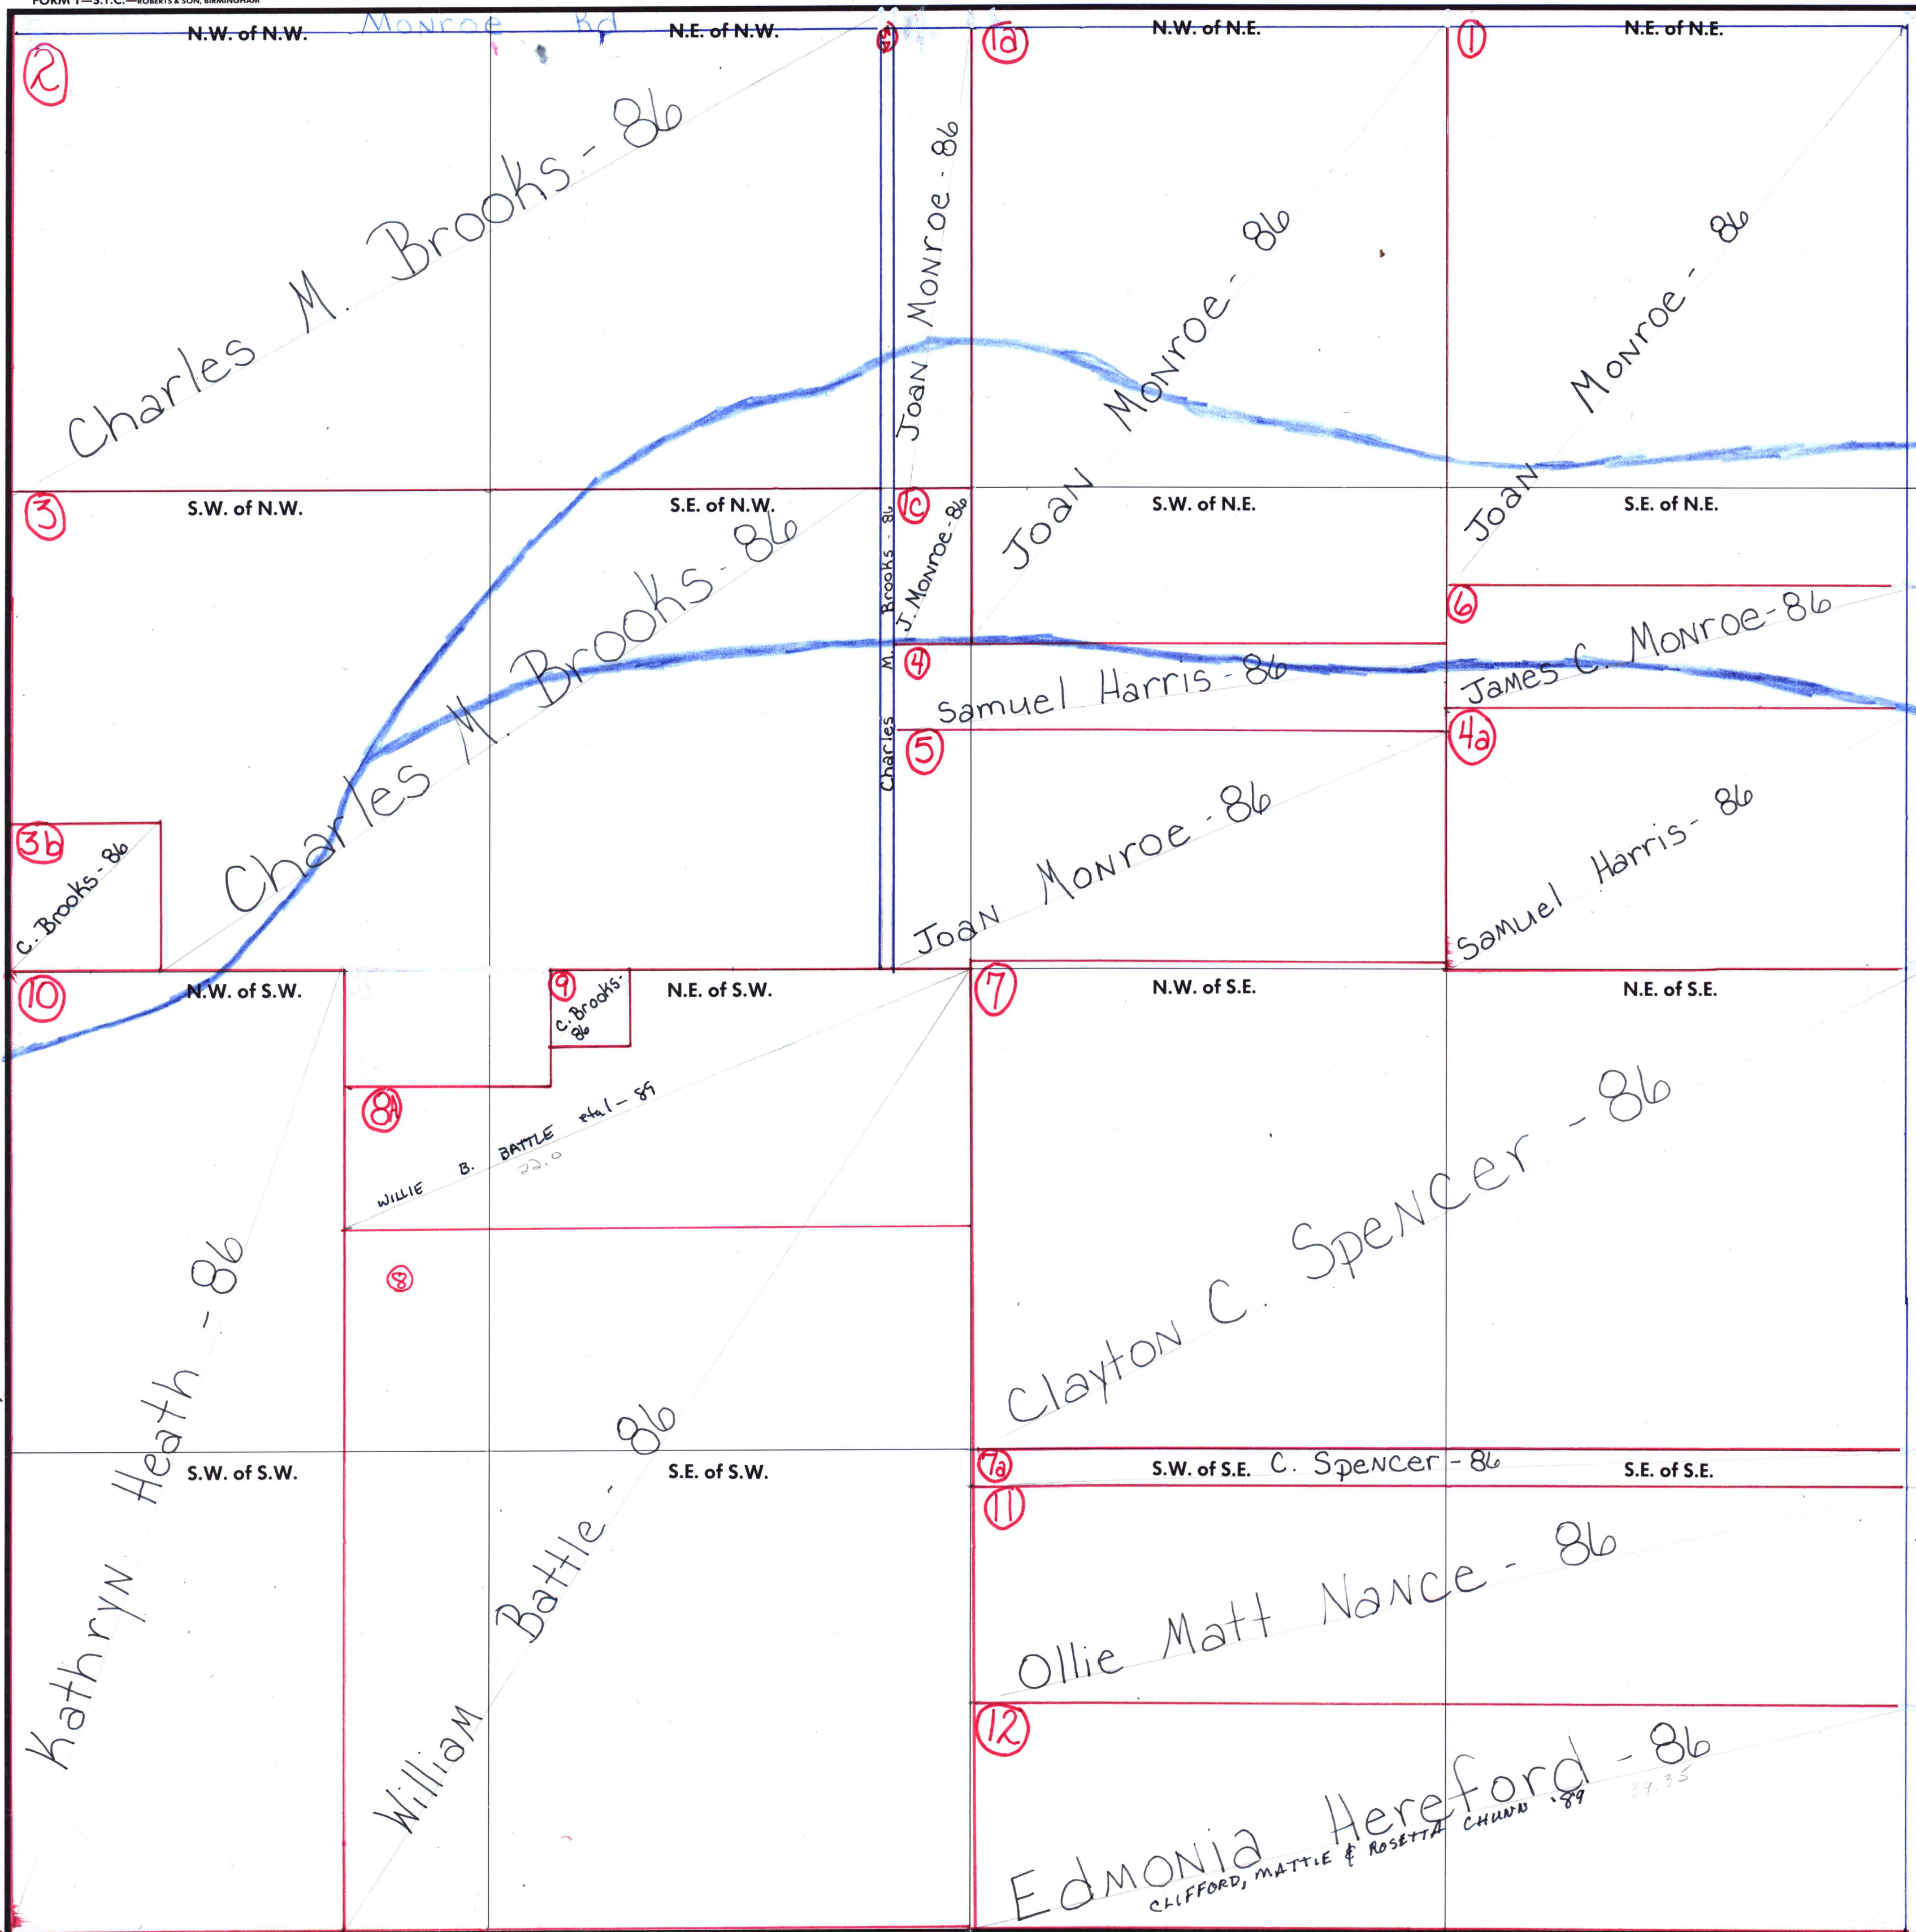 FORM 1—S.T.C.—ROBERTS & SON, BIRMINGHAM
N.W. of N.W.
Monroe Rd
N.E. of N.W.
N.W. of N.E.
N.E. of N.E.
2
1a
1
Charles M. Brooks - 86
Joan Monroe - 86
Joan Monroe - 86
Joan Monroe - 86
3
S.W. of N.W.
S.E. of N.W.
1c
S.W. of N.E.
S.E. of N.E.
Charles M. Brooks - 86
Charles M. Brooks - 86
J. Monroe - 86
6
James C. Monroe - 86
4
Samuel Harris - 86
5
Joan Monroe - 86
4a
Samuel Harris - 86
3b
C. Brooks - 86
10
N.W. of S.W.
9
C. Brooks -
86
N.E. of S.W.
7
N.W. of S.E.
N.E. of S.E.
8A
WILLIE B. BATTLE etal - 89
22.0
8
Clayton C. Spencer - 86
Kathryn Heath - 86
S.W. of S.W.
William Battle - 86
S.E. of S.W.
7a
S.W. of S.E.
C. Spencer - 86
S.E. of S.E.
11
Ollie Matt Nance - 86
12
Edmonia Hereford - 86
39.35
CLIFFORD, MATTIE & ROSETTA CHUNN '89